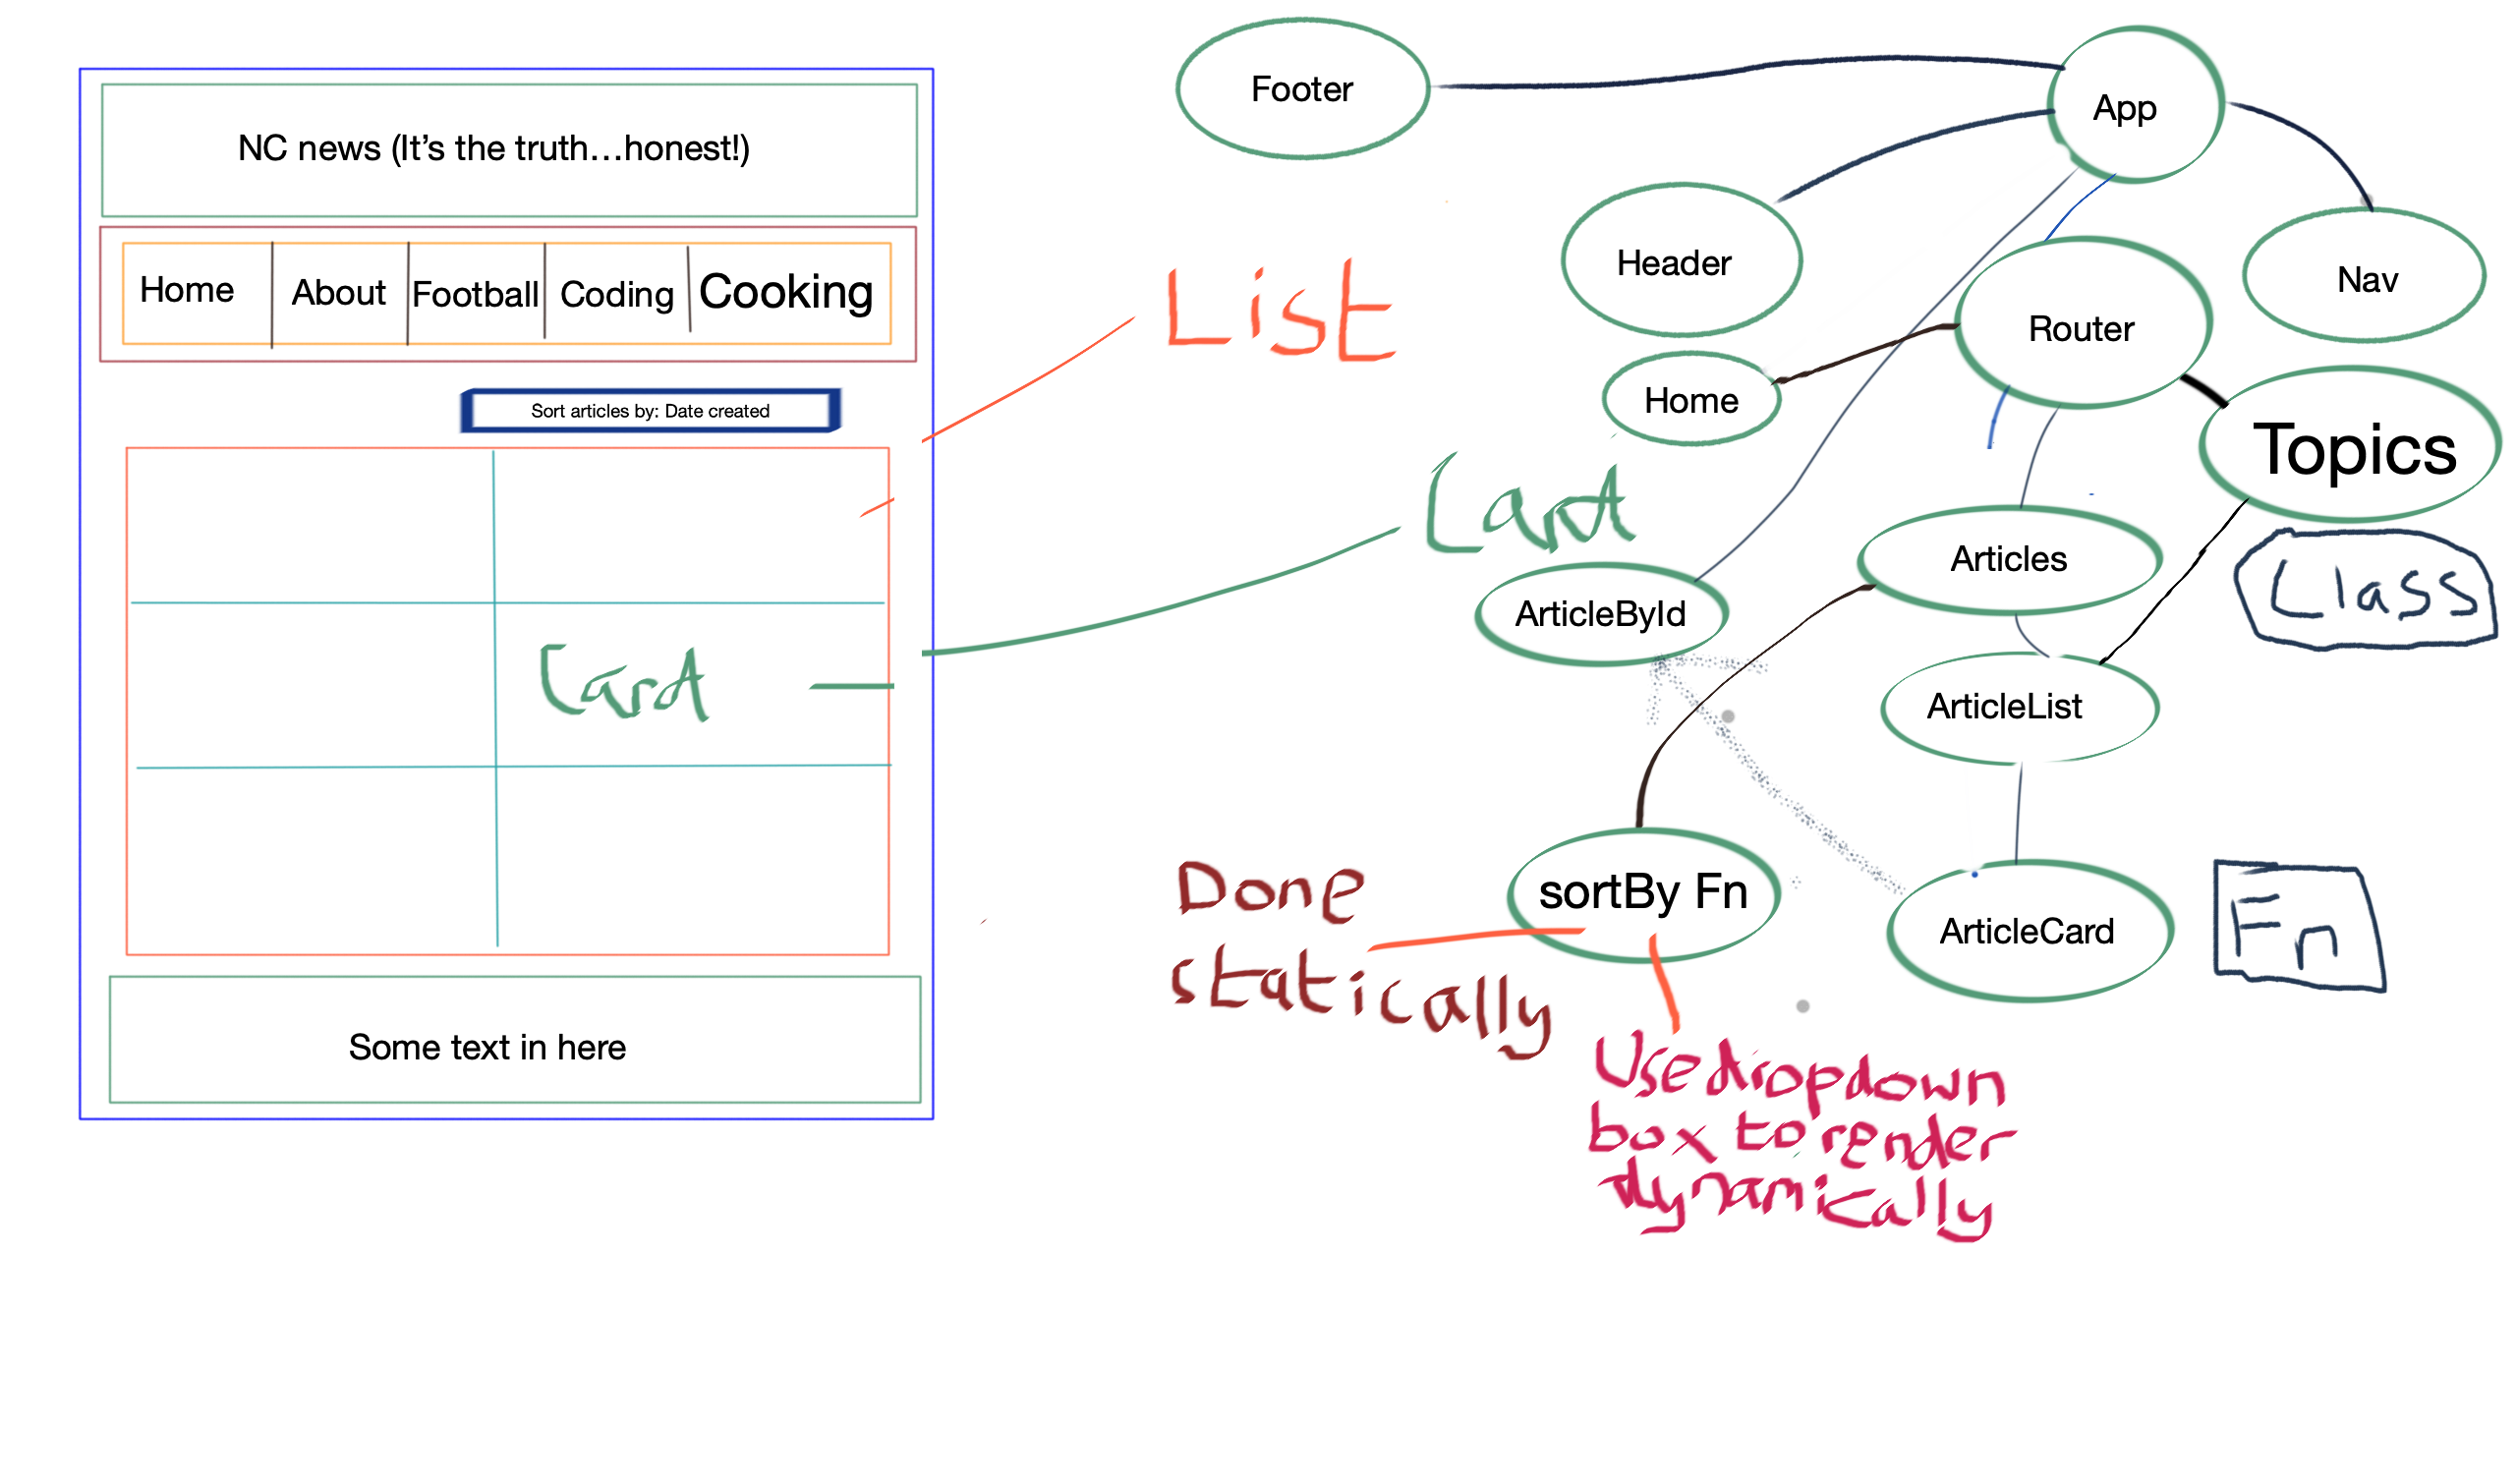 NC news (It's the truth...honest!)
Home
About
Football
Coding
Cooking
Sort articles by: Date created
Card
Some text in here
List
Card
Footer
App
Header
Nav
Router
Home
Topics
Articles
Class
ArticleById
ArticleList
sortBy Fn
ArticleCard
Fn
Done
statically
Use dropdown
box to render
dynamically